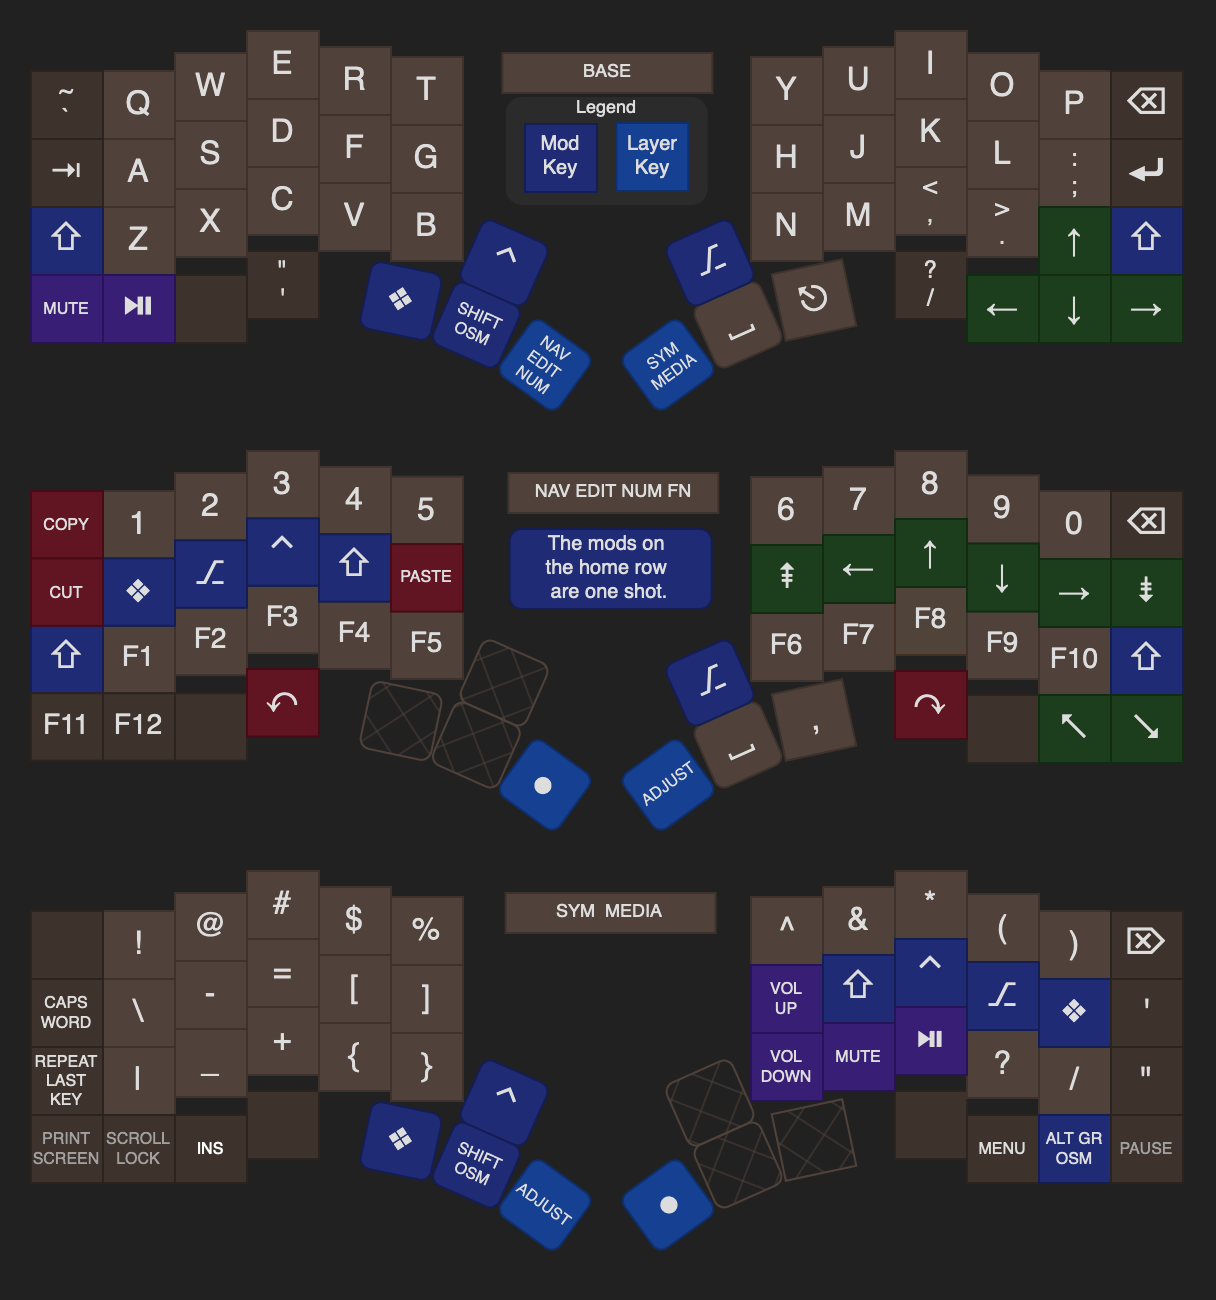 BASE
Legend
Mod Key
Layer Key
~ ` Q W E R T Y U I O P ⌫
⇥ A S D F G H J K L : ; ↵
⇧ Z X C V B N M < , > . ↑ ⇧
MUTE ⏯ " ' ? / ← ↓ →
❖ ^ SHIFT OSM NAV EDIT NUM
SYM MEDIA ⎇ ⎵ ⎋
NAV EDIT NUM FN
The mods on
the home row
are one shot.
COPY 1 2 3 4 5 6 7 8 9 0 ⌫
CUT ❖ ⎇ ^ ⇧ PASTE ⇞ ← ↑ ↓ → ⇟
⇧ F1 F2 F3 F4 F5 F6 F7 F8 F9 F10 ⇧
F11 F12 ↶ ↷ ↖ ↘
● ADJUST ⎇ ⎵ ,
SYM MEDIA
! @ # $ % ^ & * ( ) ⌦
CAPS WORD \ - = [ ] VOL UP ⇧ ^ ⎇ ❖ '
REPEAT LAST KEY | _ + { } VOL DOWN MUTE ⏯ ? / "
PRINT SCREEN SCROLL LOCK INS MENU ALT GR OSM PAUSE
❖ ^ SHIFT OSM ADJUST ●